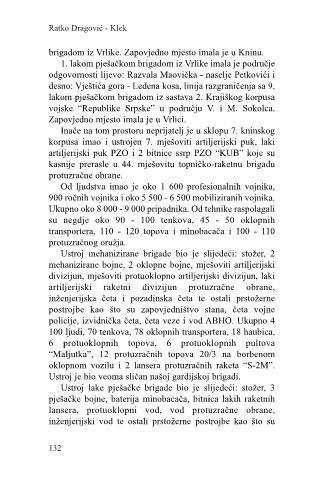 Ratko Dragović - Klek
brigadom iz Vrlike. Zapovjedno mjesto imala je u Kninu.
1. lakom pješačkom brigadom iz Vrlike imala je područje
odgovornosti lijevo: Razvala Maovička - naselje Petkovići i
desno: Vještića gora - Ledena kosa, linija razgraničenja sa 9.
lakom pješačkom brigadom iz sastava 2. Krajiškog korpusa
vojske “Republike Srpske” u području V. i M. Sokolca.
Zapovjedno mjesto imala je u Vrlici.
Inače na tom prostoru neprijatelj je u sklopu 7. kninskog
korpusa imao i ustrojen 7. mješoviti artiljerijski puk, laki
artiljerijski puk PZO i 2 bitnice ssrp PZO “KUB” koje su
kasnije prerasle u 44. mješovitu topničko-raketnu brigadu
protuzračne obrane.
Od ljudstva imao je oko 1 600 profesionalnih vojnika,
900 ročnih vojnika i oko 5 500 - 6 500 mobiliziranih vojnika.
Ukupno oko 8 000 - 9 000 pripadnika. Od tehnike raspolagali
su negdje oko 90 - 100 tenkova, 45 - 50 oklopnih
transportera, 110 - 120 topova i minobacača i 100 - 110
protuzračnog oružja.
Ustroj mehanizirane brigade bio je slijedeći: stožer, 2
mehanizirane bojne, 2 oklopne bojne, mješoviti artiljerijski
divizijun, mješoviti protuoklopno artiljerijski divizijun, laki
artiljerijski raketni divizijun protuzračne obrane,
inženjerijska četa i pozadinska četa te ostali prstožerne
postrojbe kao što su zapovjedništvo stana, četa vojne
policije, izvidnička četa, četa veze i vod ABHO. Ukupno 4
100 ljudi, 70 tenkova, 78 oklopnih transportera, 18 haubica,
6 protuoklopnih topova, 6 protuoklopnih pultova
“Maljutka”, 12 protuzračnih topova 20/3 na borbenom
oklopnom vozilu i 2 lansera protuzračnih raketa “S-2M”.
Ustroj je bio veoma sličan našoj gardijskoj brigadi.
Ustroj lake pješačke brigade bio je slijedeći: stožer, 3
pješačke bojne, baterija minobacača, bitnica lakih raketnih
lansera, protuoklopni vod, vod protuzračne obrane,
inženjerijski vod te ostali prstožerne postrojbe kao što su
132